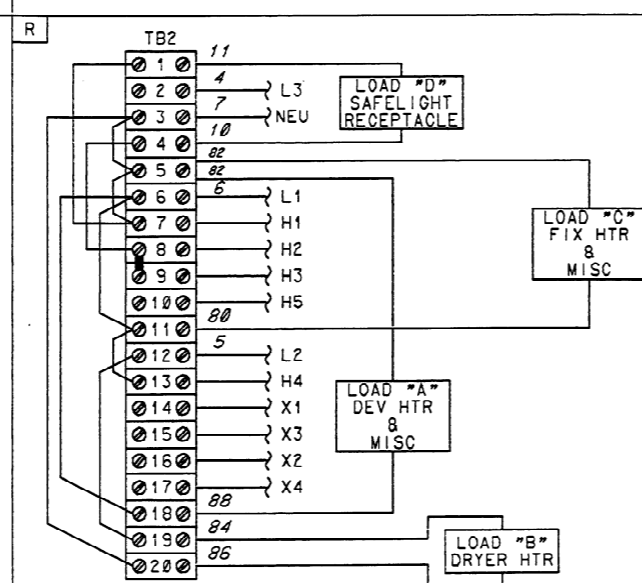 R
TB2
1 11
2 4 L3
3 7 NEU
4 10
5 82
82
6 6 L1
7 H1
8 H2
9 H3
10 H5
11 80
12 5 L2
13 H4
14 X1
15 X3
16 X2
17 X4
18 88
19 84
20 86
LOAD "D"
SAFELIGHT
RECEPTACLE
LOAD "C"
FIX HTR
&
MISC
LOAD "A"
DEV HTR
&
MISC
LOAD "B"
DRYER HTR